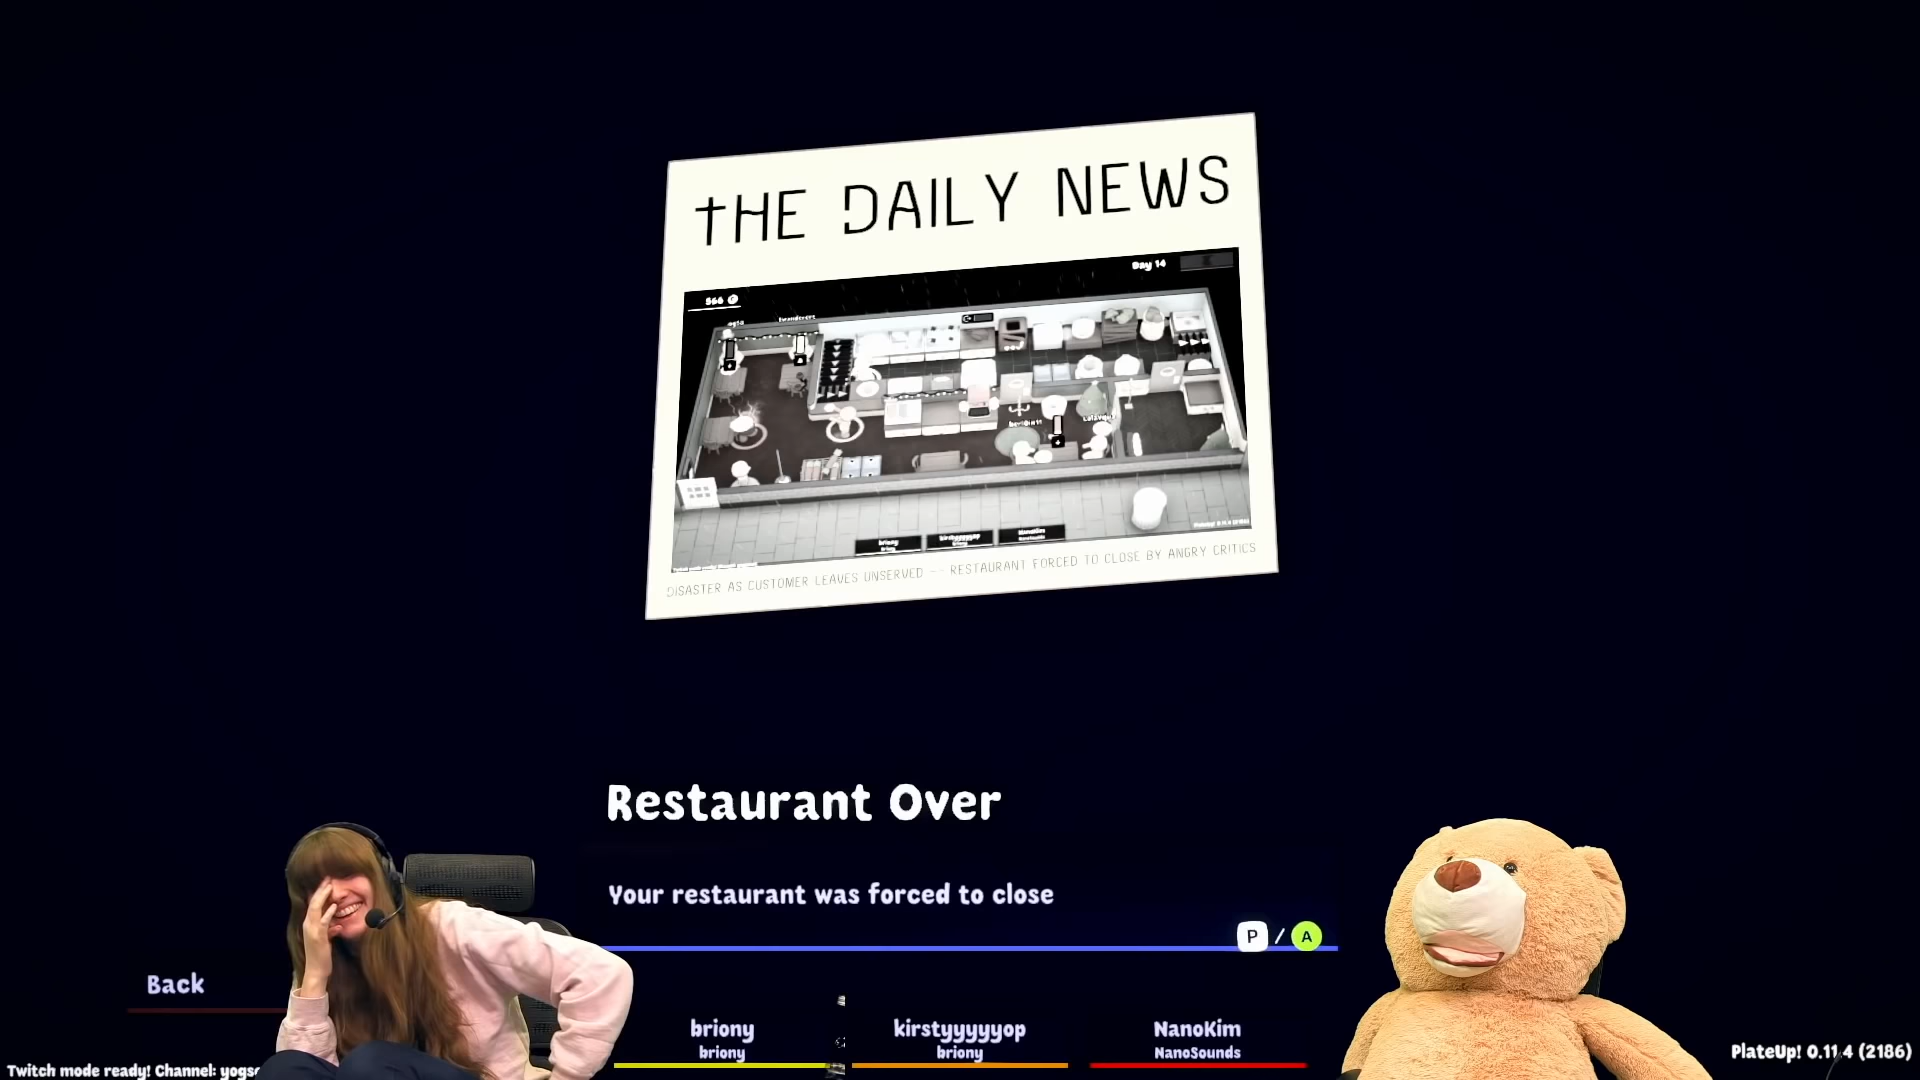 THE DAILY NEWS
Day 14
566
DISASTER AS CUSTOMER LEAVES UNSERVED -- RESTAURANT FORCED TO CLOSE BY ANGRY CRITICS
Restaurant Over
Your restaurant was forced to close
P / A
Back
briony
briony
kirstyyyyyop
briony
NanoKim
NanoSounds
Twitch mode ready! Channel: yogsc
PlateUp! 0.11.4 (2186)